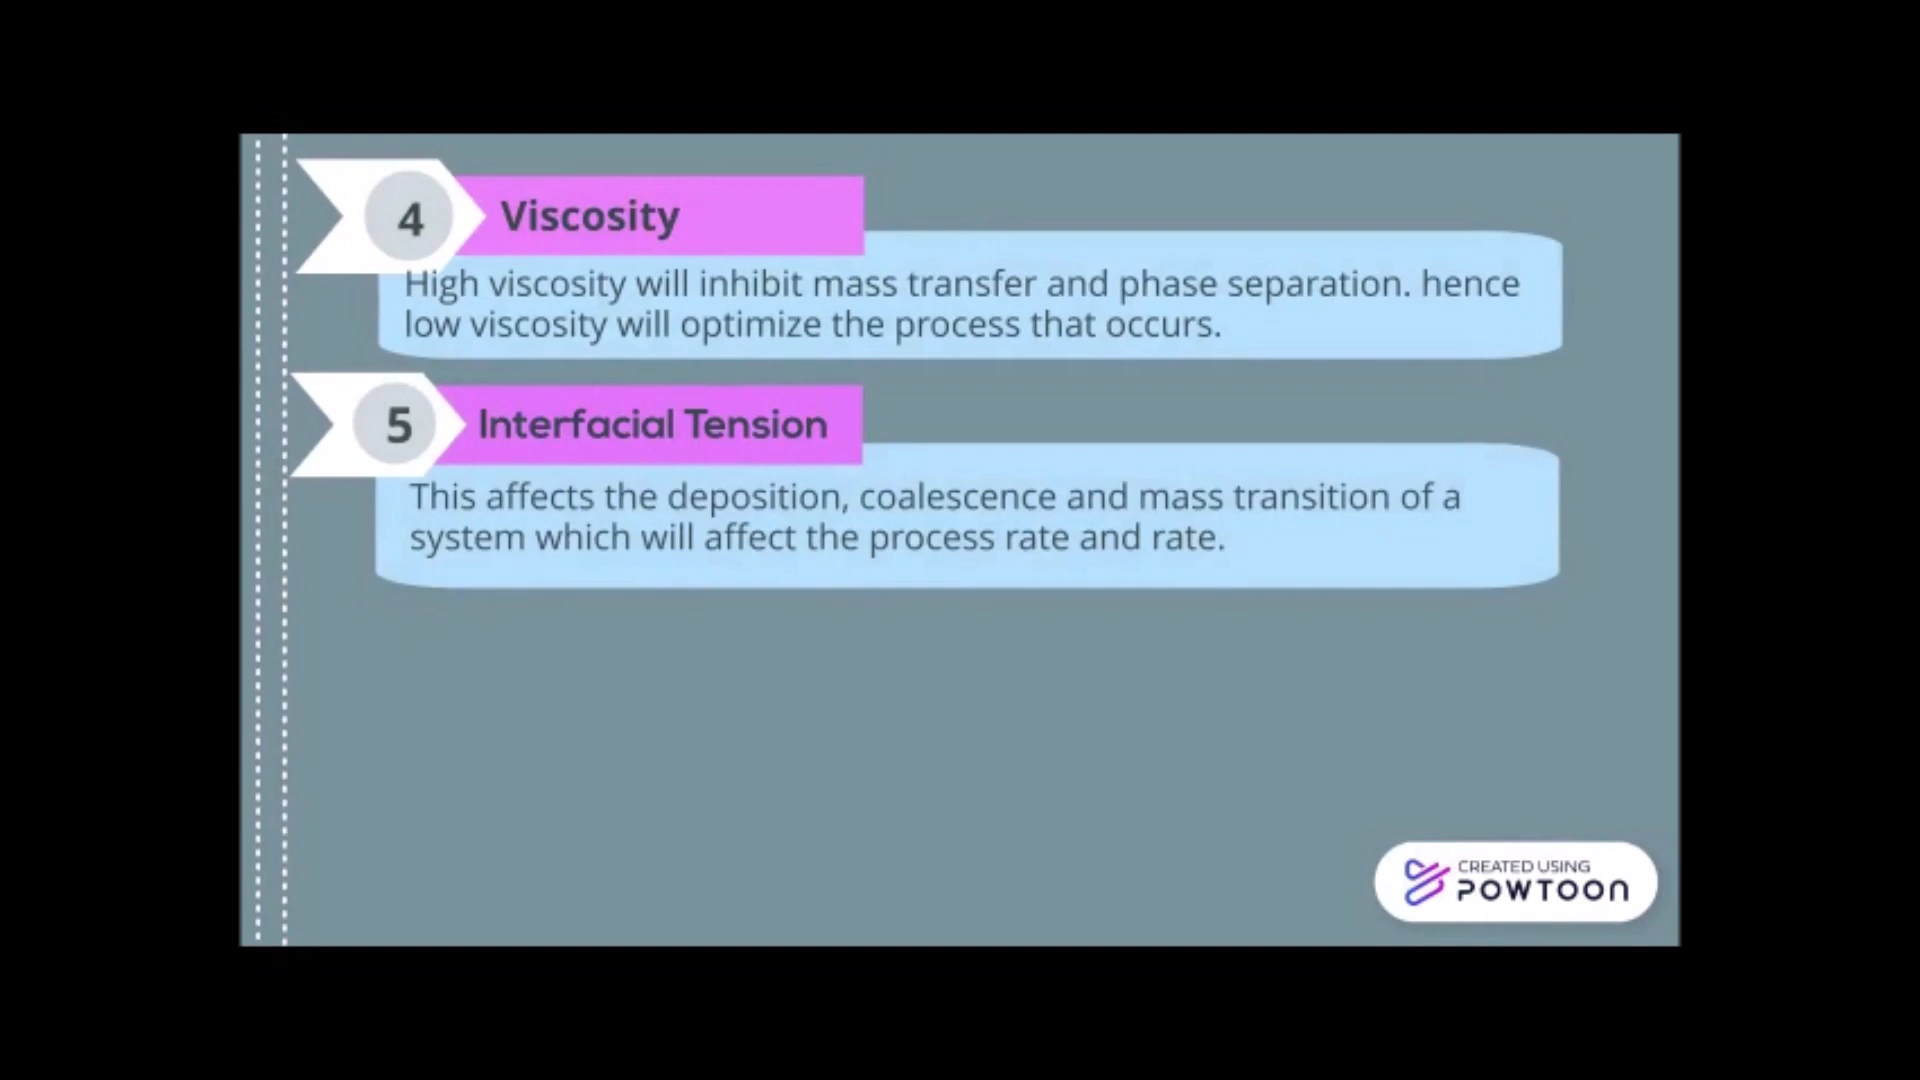 4
Viscosity
High viscosity will inhibit mass transfer and phase separation. hence
low viscosity will optimize the process that occurs.
5
Interfacial Tension
This affects the deposition, coalescence and mass transition of a
system which will affect the process rate and rate.
CREATED USING
POWTOON